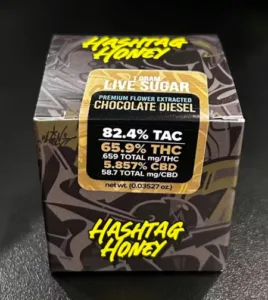 HASHTAG
HONEY
1 GRAM
LIVE SUGAR
PREMIUM FLOWER EXTRACTED
CHOCOLATE DIESEL
82.4% TAC
65.9% THC
659 TOTAL mg/THC
5.857% CBD
58.7 TOTAL mg/CBD
net wt. (0.03527 oz.)
HASHTAG
HONEY